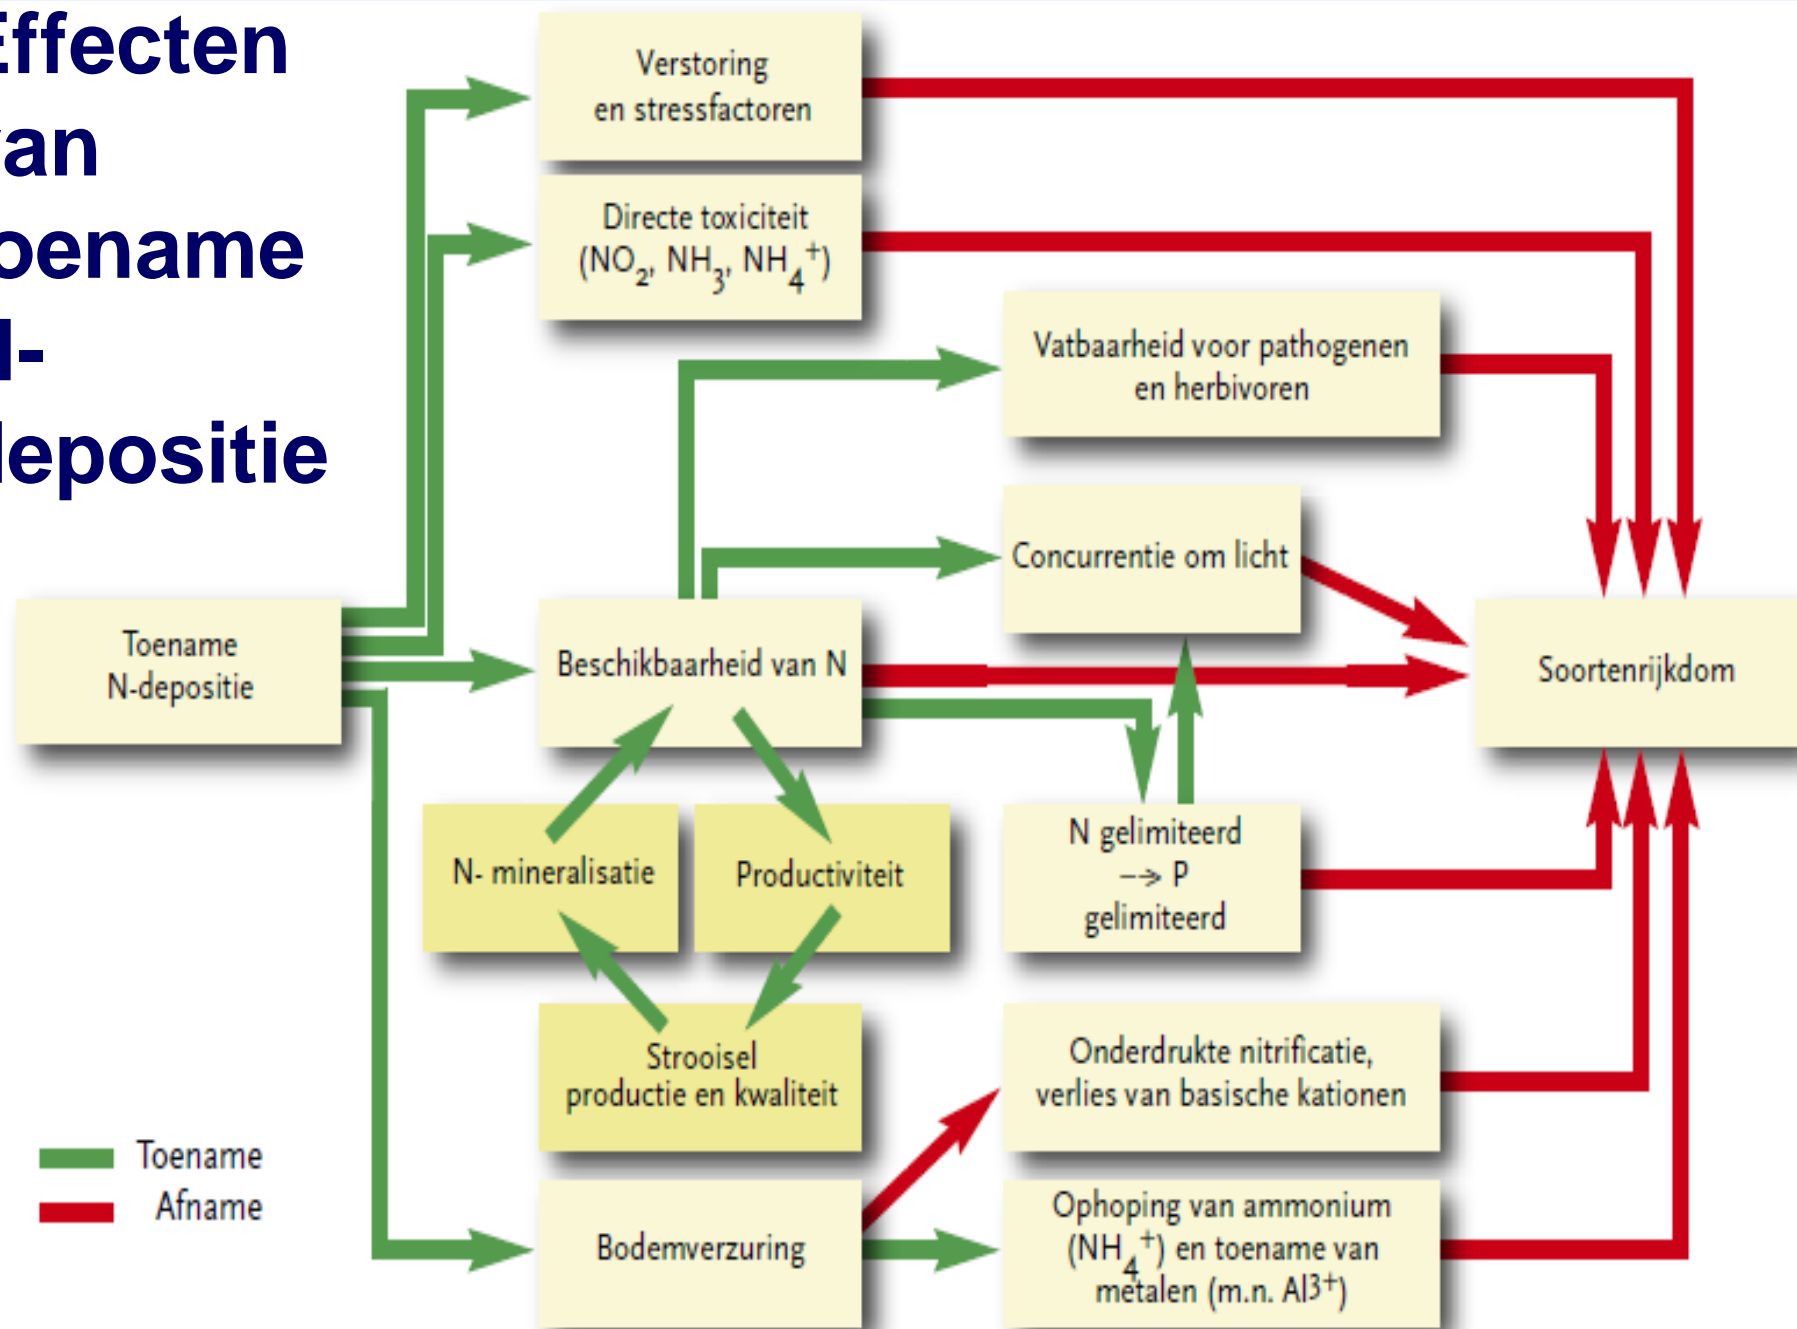 Effecten
van
toename
N-
depositie
Verstoring
en stressfactoren
Directe toxiciteit
(NO₂, NH₃, NH₄⁺)
Vatbaarheid voor pathogenen
en herbivoren
Concurrentie om licht
Toename
N-depositie
Beschikbaarheid van N
Soortenrijkdom
N- mineralisatie
Productiviteit
N gelimiteerd
--> P
gelimiteerd
Strooisel
productie en kwaliteit
Onderdrukte nitrificatie,
verlies van basische kationen
Toename
Afname
Bodemverzuring
Ophoping van ammonium
(NH₄⁺) en toename van
metalen (m.n. Al³⁺)